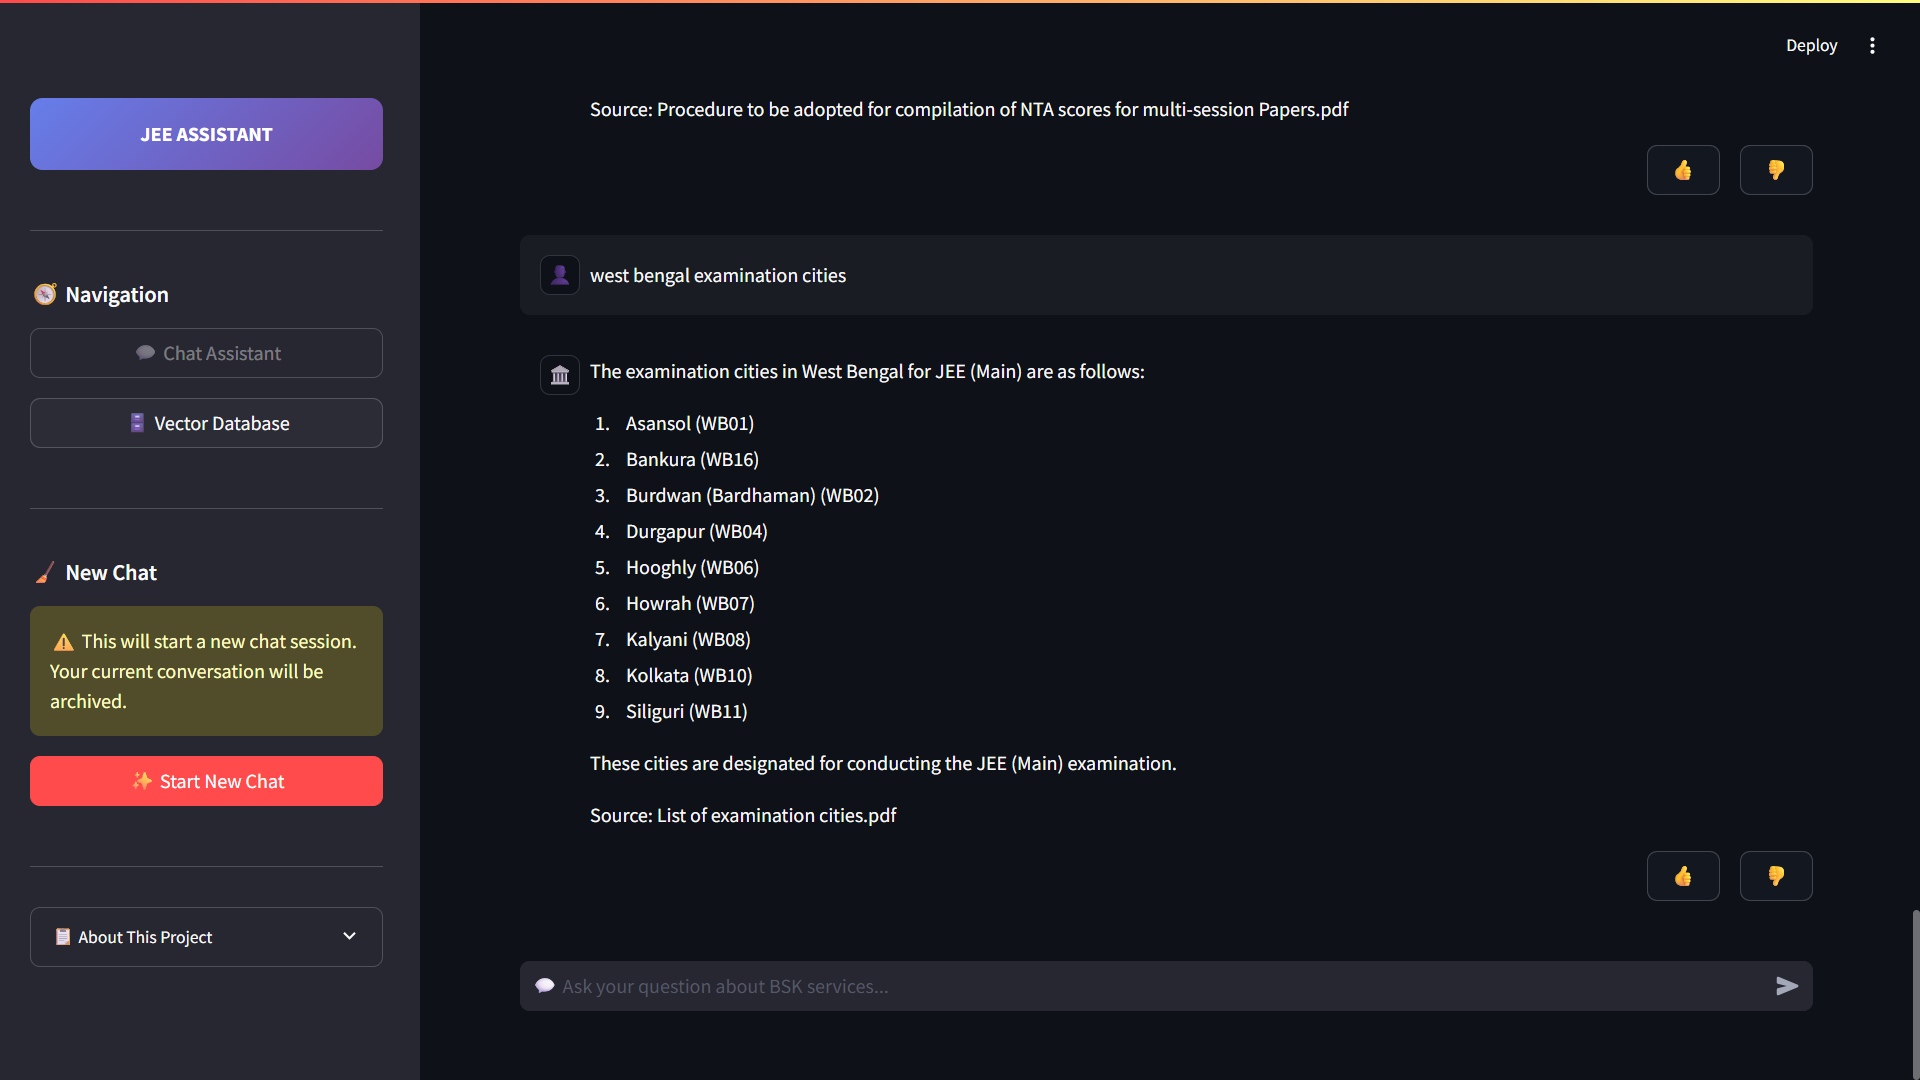 Deploy
JEE ASSISTANT
Navigation
Chat Assistant
Vector Database
New Chat
This will start a new chat session.
Your current conversation will be
archived.
Start New Chat
About This Project
Source: Procedure to be adopted for compilation of NTA scores for multi-session Papers.pdf
west bengal examination cities
The examination cities in West Bengal for JEE (Main) are as follows:
1. Asansol (WB01)
2. Bankura (WB16)
3. Burdwan (Bardhaman) (WB02)
4. Durgapur (WB04)
5. Hooghly (WB06)
6. Howrah (WB07)
7. Kalyani (WB08)
8. Kolkata (WB10)
9. Siliguri (WB11)
These cities are designated for conducting the JEE (Main) examination.
Source: List of examination cities.pdf
Ask your question about BSK services...